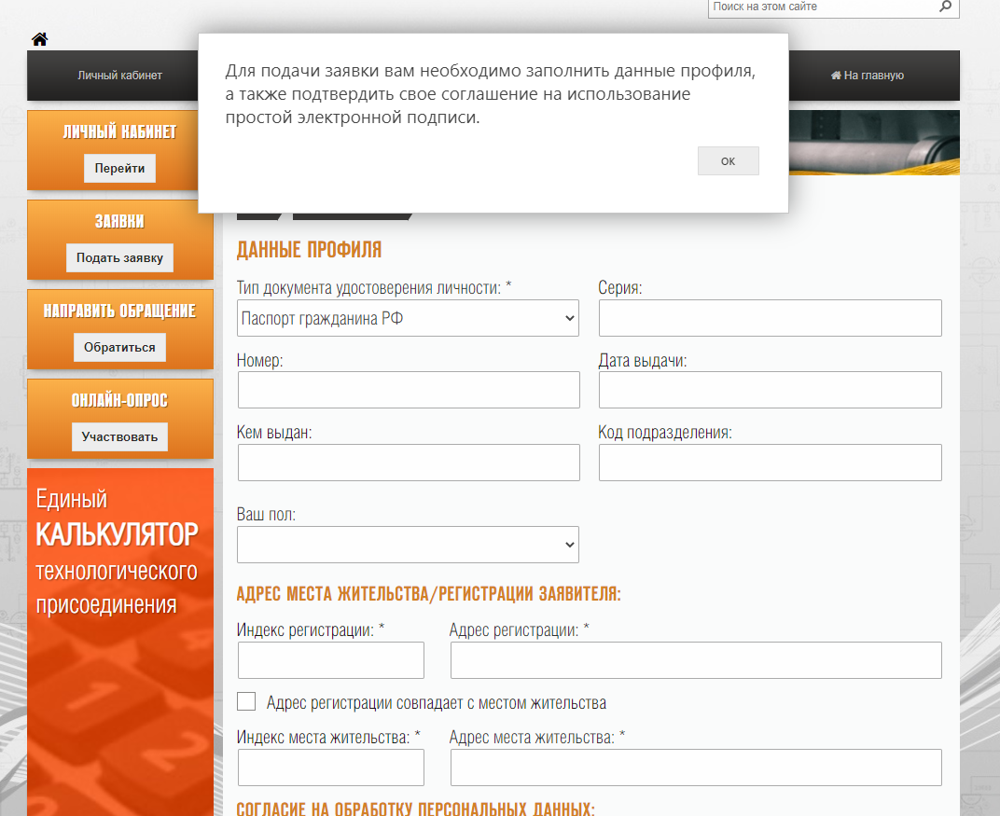 Поиск на этом сайте
Личный кабинет
На главную
Для подачи заявки вам необходимо заполнить данные профиля,
а также подтвердить свое соглашение на использование
простой электронной подписи.
ОК
ЛИЧНЫЙ КАБИНЕТ
Перейти
ЗАЯВКИ
Подать заявку
НАПРАВИТЬ ОБРАЩЕНИЕ
Обратиться
ОНЛАЙН-ОПРОС
Участвовать
Единый
КАЛЬКУЛЯТОР
технологического
присоединения
1
2
ДАННЫЕ ПРОФИЛЯ
Тип документа удостоверения личности: *
Серия:
Паспорт гражданина РФ
Номер:
Дата выдачи:
Кем выдан:
Код подразделения:
Ваш пол:
АДРЕС МЕСТА ЖИТЕЛЬСТВА/РЕГИСТРАЦИИ ЗАЯВИТЕЛЯ:
Индекс регистрации: *
Адрес регистрации: *
Адрес регистрации совпадает с местом жительства
Индекс места жительства: *
Адрес места жительства: *
СОГЛАСИЕ НА ОБРАБОТКУ ПЕРСОНАЛЬНЫХ ДАННЫХ: